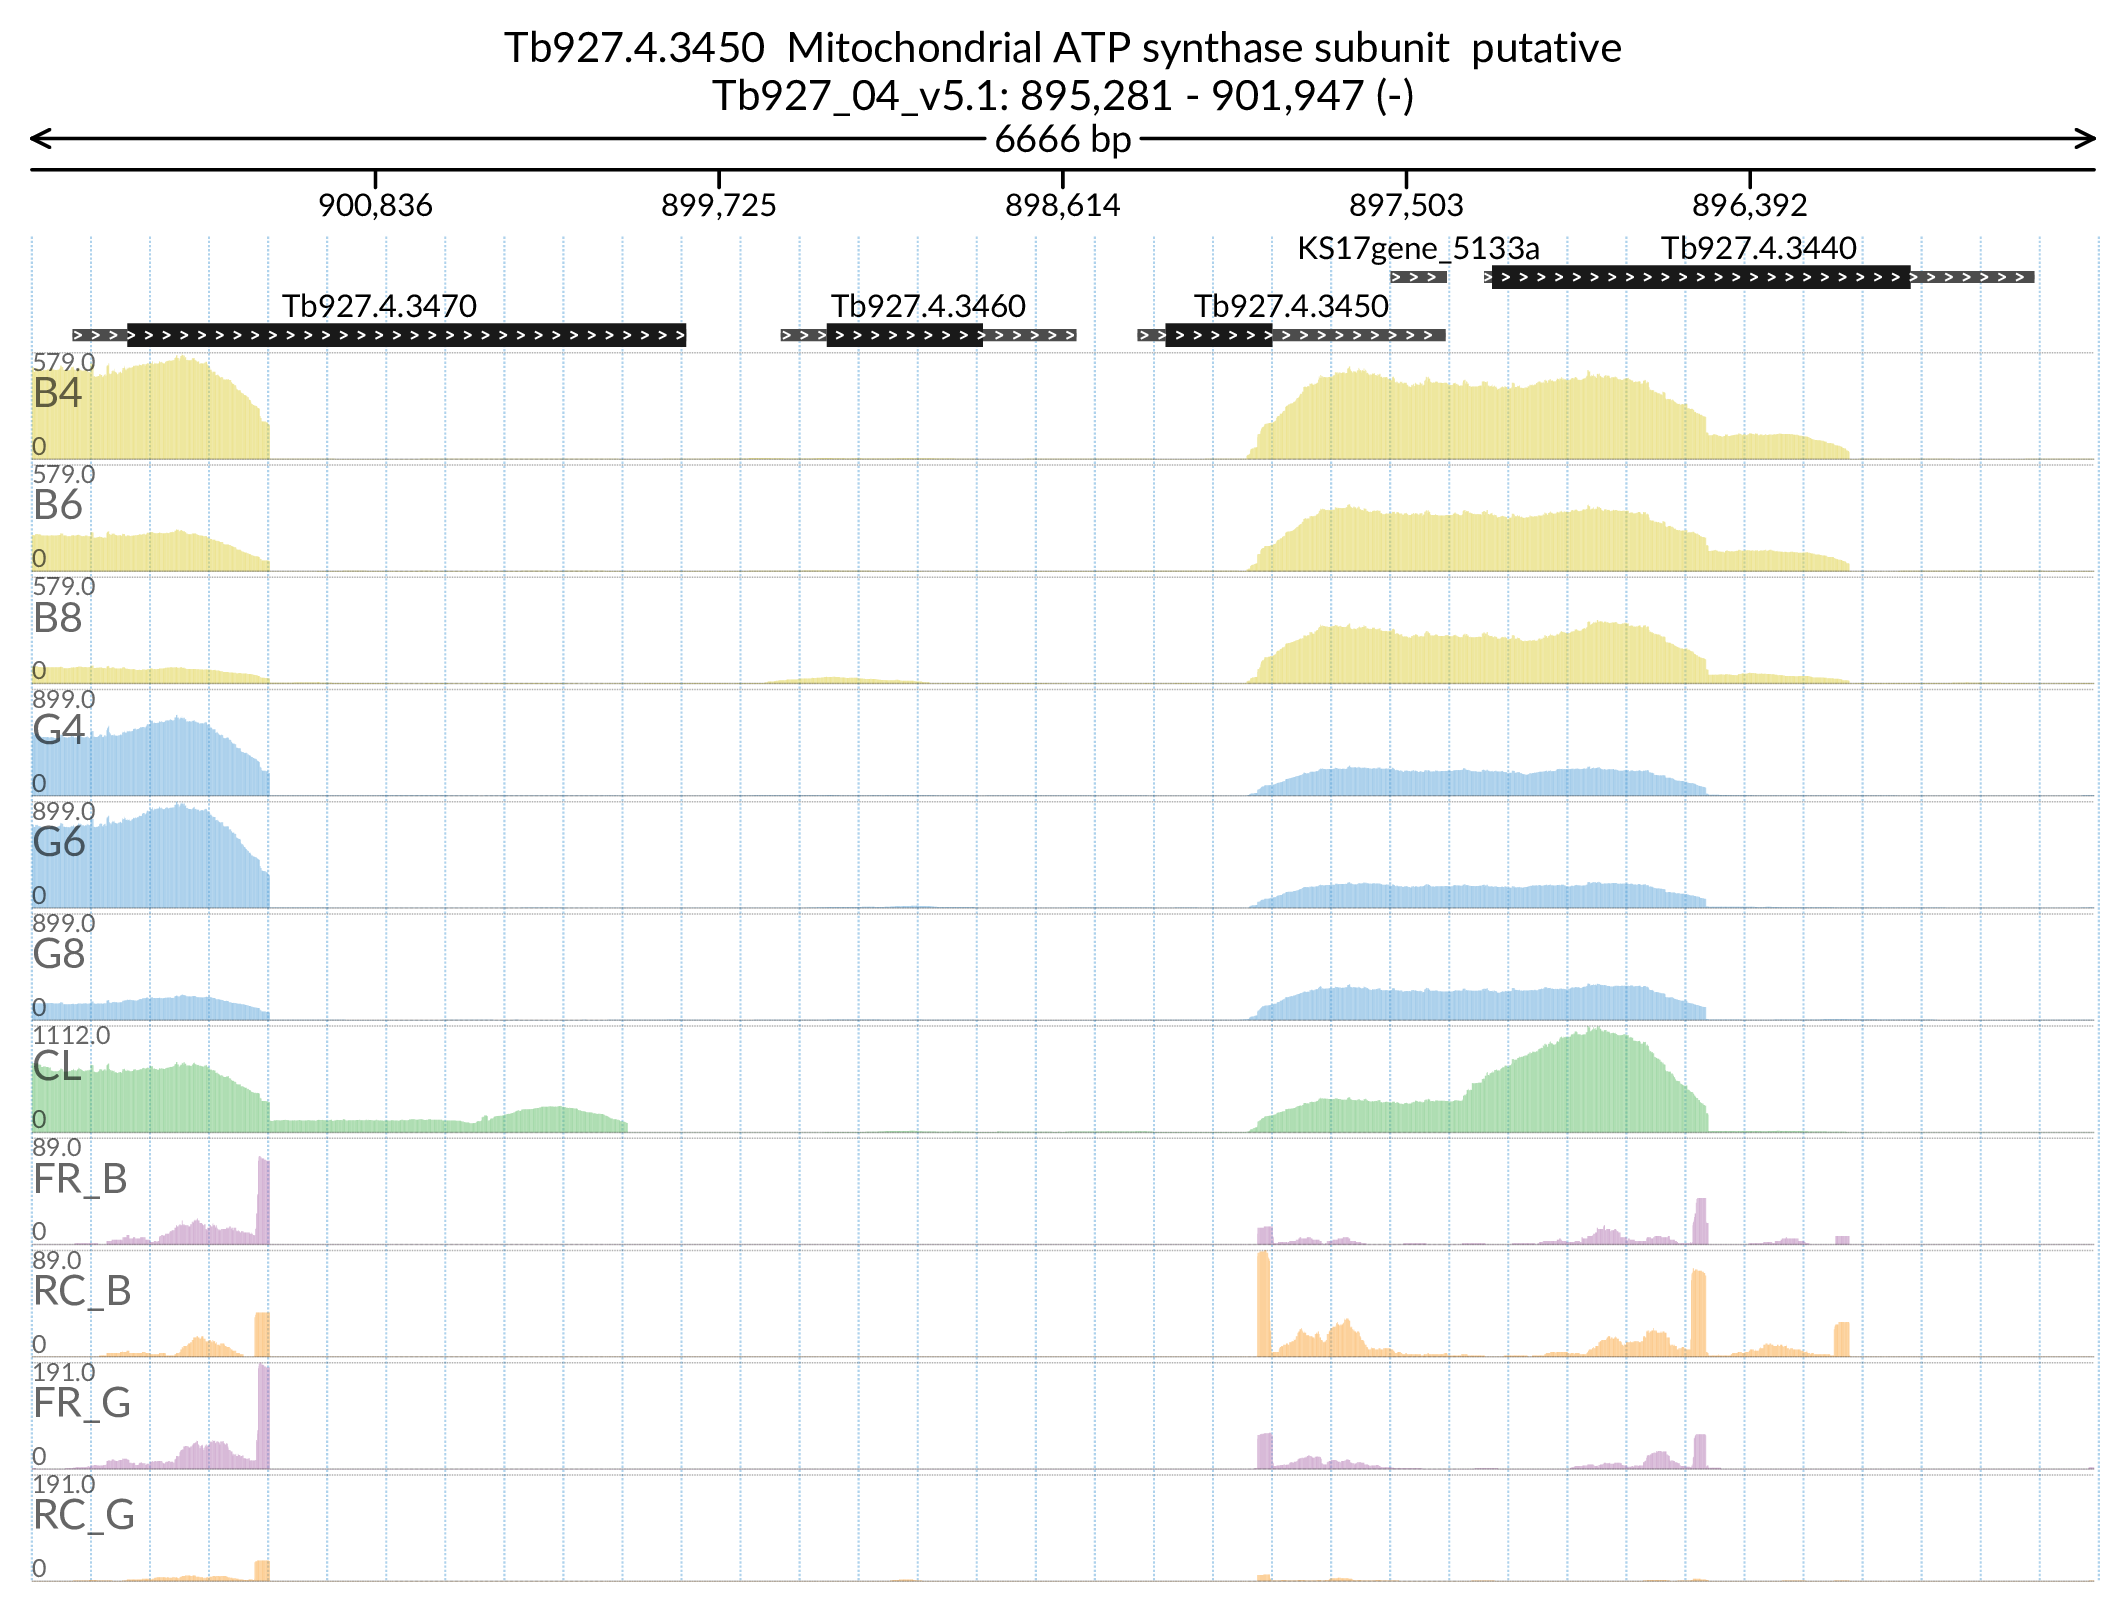 Tb927.4.3450  Mitochondrial ATP synthase subunit  putative
Tb927_04_v5.1: 895,281 - 901,947 (-)
6666 bp
900,836 899,725 898,614 897,503 896,392
KS17gene_5133a Tb927.4.3440
Tb927.4.3470 Tb927.4.3460 Tb927.4.3450
579.0
B4
0
579.0
B6
0
579.0
B8
0
899.0
G4
0
899.0
G6
0
899.0
G8
0
1112.0
CL
0
89.0
FR_B
0
89.0
RC_B
0
191.0
FR_G
0
191.0
RC_G
0